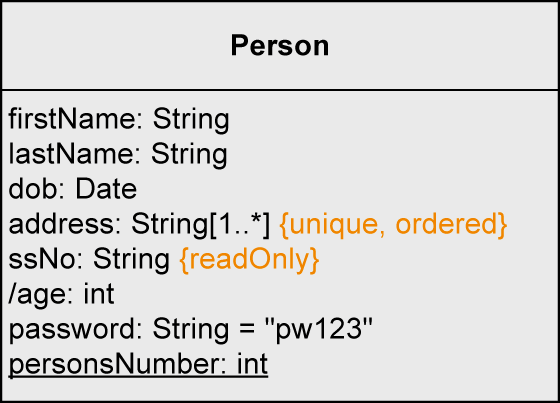 Person
firstName: String
lastName: String
dob: Date
address: String[1..*] {unique, ordered}
ssNo: String {readOnly}
/age: int
password: String = "pw123"
personsNumber: int